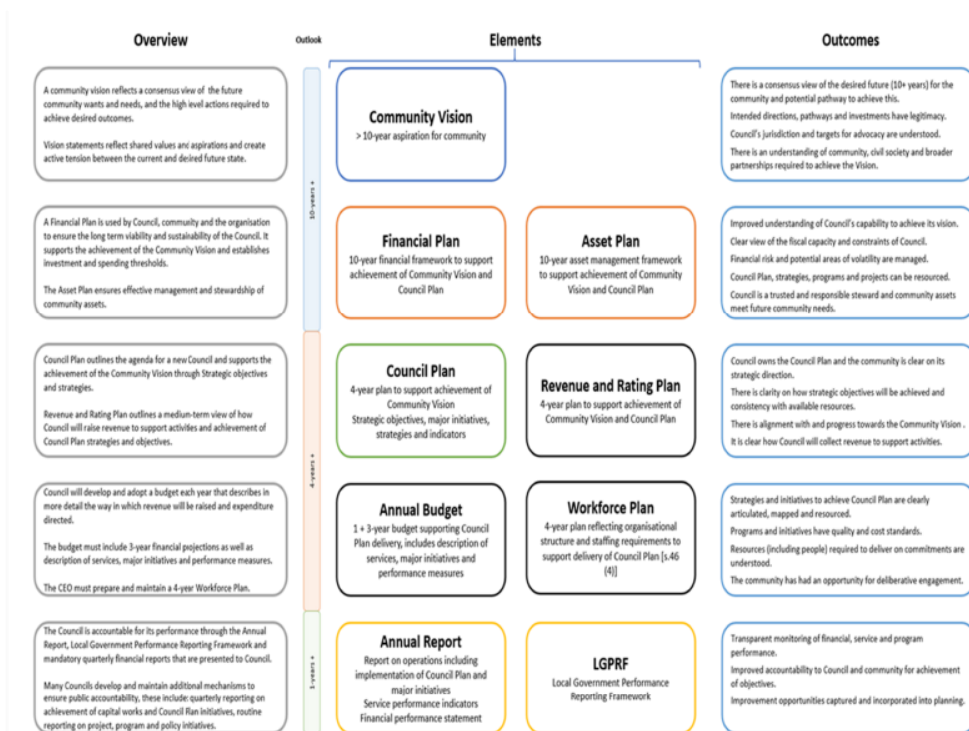 Overview
Outlook
Elements
Outcomes
A community vision reflects a consensus view of the future
community wants and needs, and the high level actions required to
achieve desired outcomes.
Vision statements reflect shared values and aspirations and create
active tension between the current and desired future state.
10-years +
Community Vision
> 10-year aspiration for community
There is a consensus view of the desired future (10+ years) for the
community and potential pathway to achieve this.
Intended directions, pathways and investments have legitimacy.
Council's jurisdiction and targets for advocacy are understood.
There is an understanding of community, civil society and broader
partnerships required to achieve the Vision.
A Financial Plan is used by Council, community and the organisation
to ensure the long term viability and sustainability of the Council. It
supports the achievement of the Community Vision and establishes
investment and spending thresholds.
The Asset Plan ensures effective management and stewardship of
community assets.
Financial Plan
10-year financial framework to support
achievement of Community Vision and
Council Plan
Asset Plan
10-year asset management framework
to support achievement of Community
Vision and Council Plan
Improved understanding of Council's capability to achieve its vision.
Clear view of the fiscal capacity and constraints of Council.
Financial risk and potential areas of volatility are managed.
Council Plan, strategies, programs and projects can be resourced.
Council is a trusted and responsible steward and community assets
meet future community needs.
Council Plan outlines the agenda for a new Council and supports the
achievement of the Community Vision through Strategic objectives
and strategies.
Revenue and Rating Plan outlines a medium-term view of how
Council will raise revenue to support activities and achievement of
Council Plan strategies and objectives.
4-years +
Council Plan
4-year plan to support achievement of
Community Vision
Strategic objectives, major initiatives,
strategies and indicators
Revenue and Rating Plan
4-year plan to support achievement of
Community Vision and Council Plan
Council owns the Council Plan and the community is clear on its
strategic direction.
There is clarity on how strategic objectives will be achieved and
consistency with available resources.
There is alignment with and progress towards the Community Vision .
It is clear how Council will collect revenue to support activities.
Council will develop and adopt a budget each year that describes in
more detail the way in which revenue will be raised and expenditure
directed.
The budget must include 3-year financial projections as well as
description of services, major initiatives and performance measures.
The CEO must prepare and maintain a 4-year Workforce Plan.
Annual Budget
1 + 3-year budget supporting Council
Plan delivery, includes description of
services, major initiatives and
performance measures
Workforce Plan
4-year plan reflecting organisational
structure and staffing requirements to
support delivery of Council Plan [s.46
(4)]
Strategies and initiatives to achieve Council Plan are clearly
articulated, mapped and resourced.
Programs and initiatives have quality and cost standards.
Resources (including people) required to deliver on commitments are
understood.
The community has had an opportunity for deliberative engagement.
The Council is accountable for its performance through the Annual
Report, Local Government Performance Reporting Framework and
mandatory quarterly financial reports that are presented to Council.
Many Councils develop and maintain additional mechanisms to
ensure public accountability, these include: quarterly reporting on
achievement of capital works and Council Plan initiatives, routine
reporting on project, program and policy initiatives.
1-years +
Annual Report
Report on operations including
implementation of Council Plan and
major initiatives
Service performance indicators
Financial performance statement
LGPRF
Local Government Performance
Reporting Framework
Transparent monitoring of financial, service and program
performance.
Improved accountability to Council and community for achievement
of objectives.
Improvement opportunities captured and incorporated into planning.